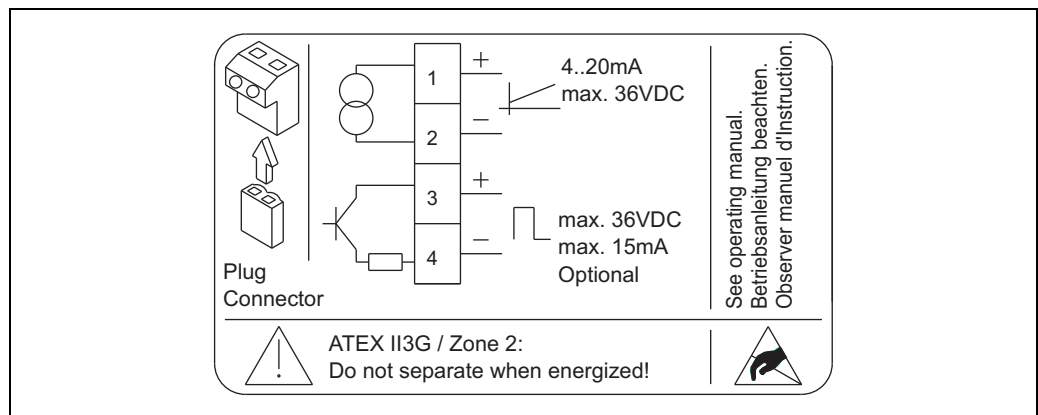 Plug
Connector
1
2
3
4
+
−
+
−
4..20mA
max. 36VDC
max. 36VDC
max. 15mA
Optional
See operating manual.
Betriebsanleitung beachten.
Observer manuel d'Instruction.
ATEX II3G / Zone 2:
Do not separate when energized!